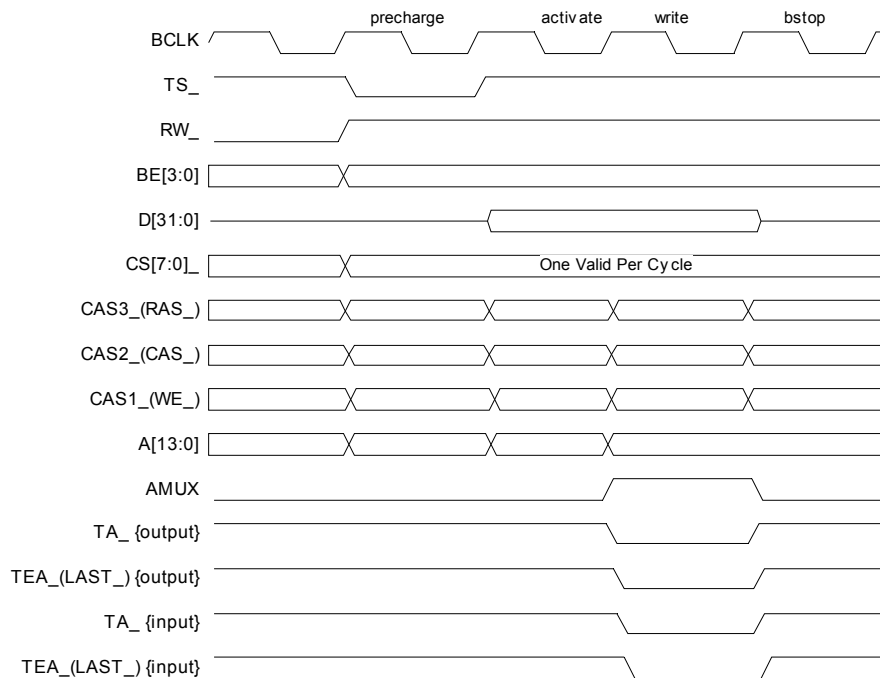 precharge activate write bstop
BCLK
TS_
RW_
BE[3:0]
D[31:0]
CS[7:0]_ One Valid Per Cycle
CAS3_(RAS_)
CAS2_(CAS_)
CAS1_(WE_)
A[13:0]
AMUX
TA_ {output}
TEA_(LAST_) {output}
TA_ {input}
TEA_(LAST_) {input}